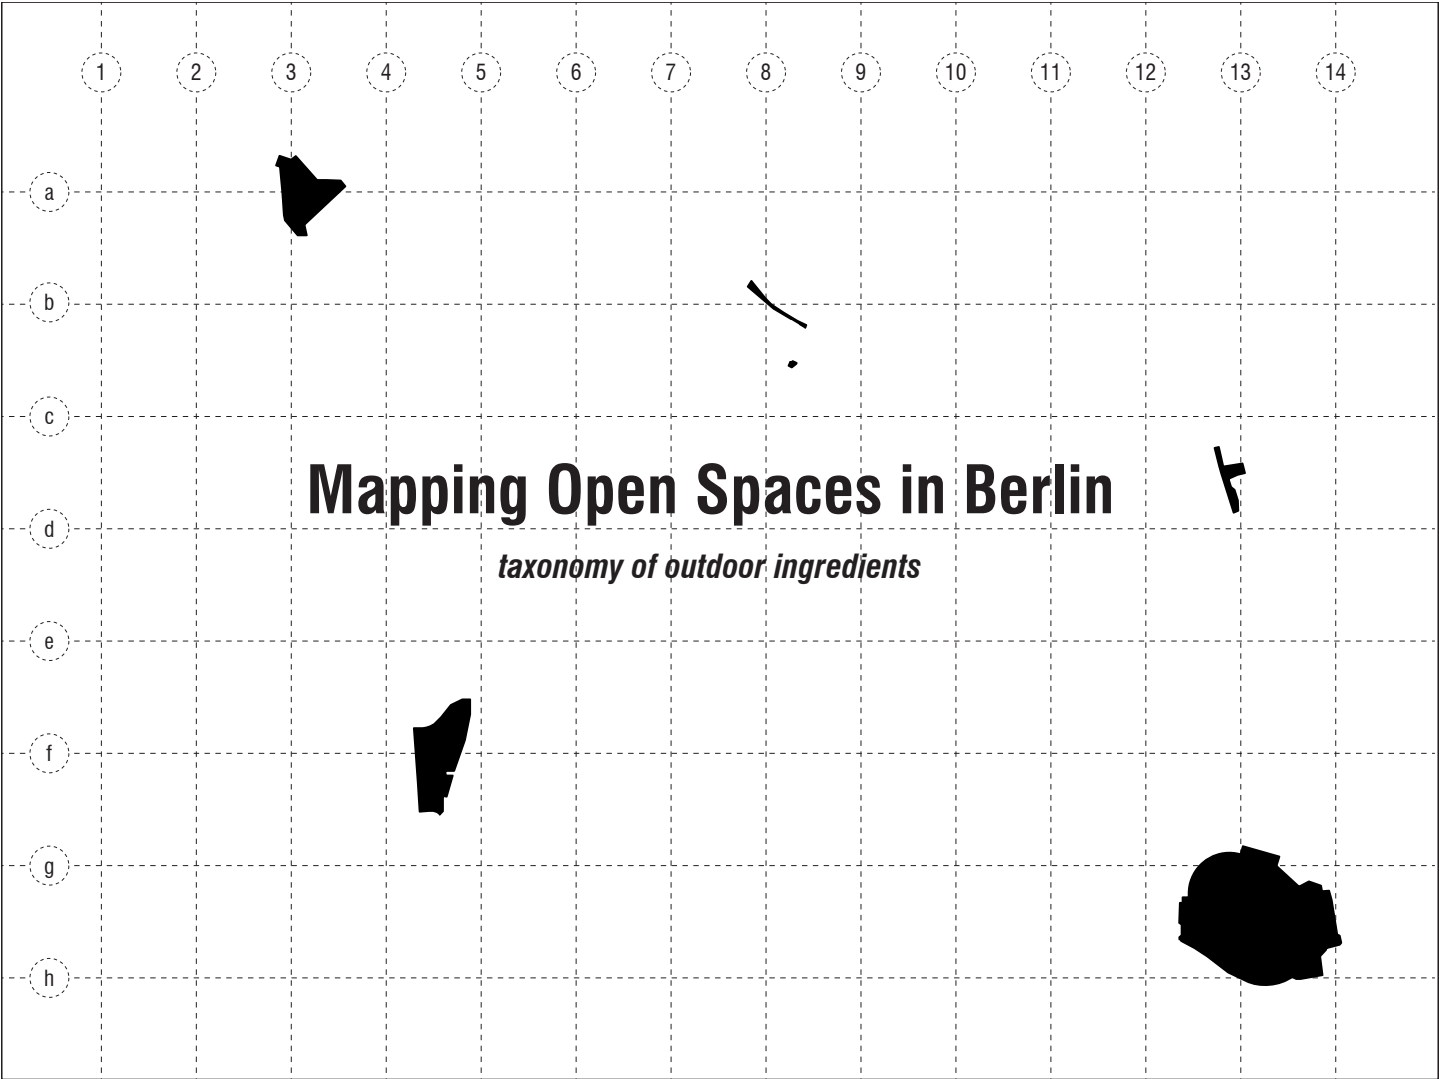 1 2 3 4 5 6 7 8 9 10 11 12 13 14
a
b
c
Mapping Open Spaces in Berlin
d
taxonomy of outdoor ingredients
e
f
g
h